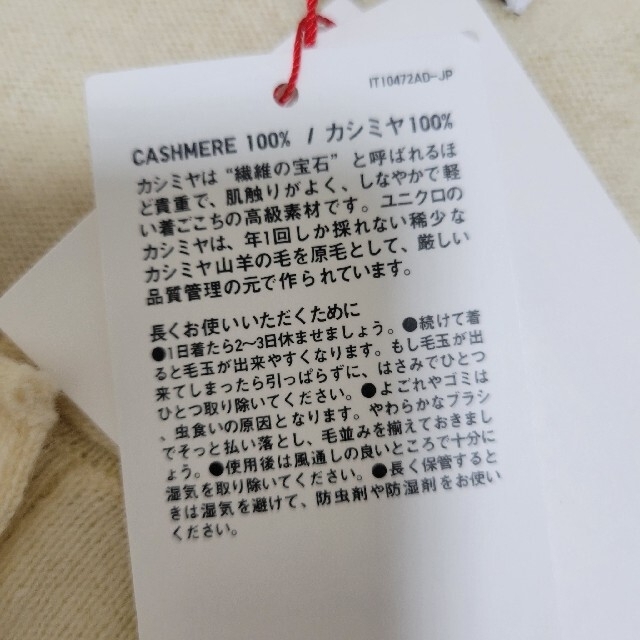 IT10472AD-JP
CASHMERE 100% / カシミヤ100%
カシミヤは“繊維の宝石”と呼ばれるほ
ど貴重で、肌触りがよく、しなやかで軽
い着ごこちの高級素材です。ユニクロの
カシミヤは、年1回しか採れない稀少な
カシミヤ山羊の毛を原毛として、厳しい
品質管理の元で作られています。
長くお使いいただくために
●1日着たら2〜3日休ませましょう。●続けて着
ると毛玉が出来やすくなります。もし毛玉が出
来てしまったら引っぱらずに、はさみでひとつ
ひとつ取り除いてください。●よごれやゴミは
、虫食いの原因となります。やわらかなブラシ
でそっと払い落とし、毛並みを揃えておきまし
ょう。●使用後は風通しの良いところで十分に
湿気を取り除いてください。●長く保管すると
きは湿気を避けて、防虫剤や防湿剤をお使い
ください。